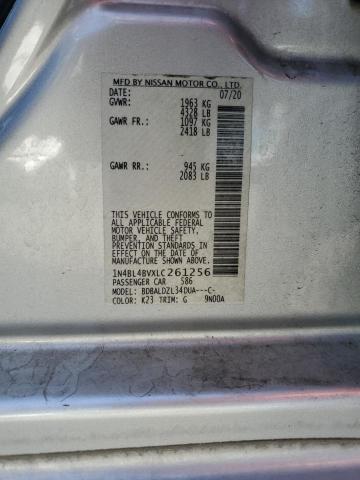 MFD BY NISSAN MOTOR CO., LTD.
DATE: 07/20
GVWR: 1963 KG
4328 LB
GAWR FR.: 1097 KG
2418 LB
GAWR RR.: 945 KG
2083 LB
THIS VEHICLE CONFORMS TO
ALL APPLICABLE FEDERAL
MOTOR VEHICLE SAFETY,
BUMPER, AND THEFT
PREVENTION STANDARDS IN
EFFECT ON THE DATE OF
MANUFACTURE SHOWN ABOVE.
1N4BL4BVXLC261256
PASSENGER CAR 586
MODEL: BDBALDZL34DUA---C-
COLOR: K23 TRIM: G 9N00A